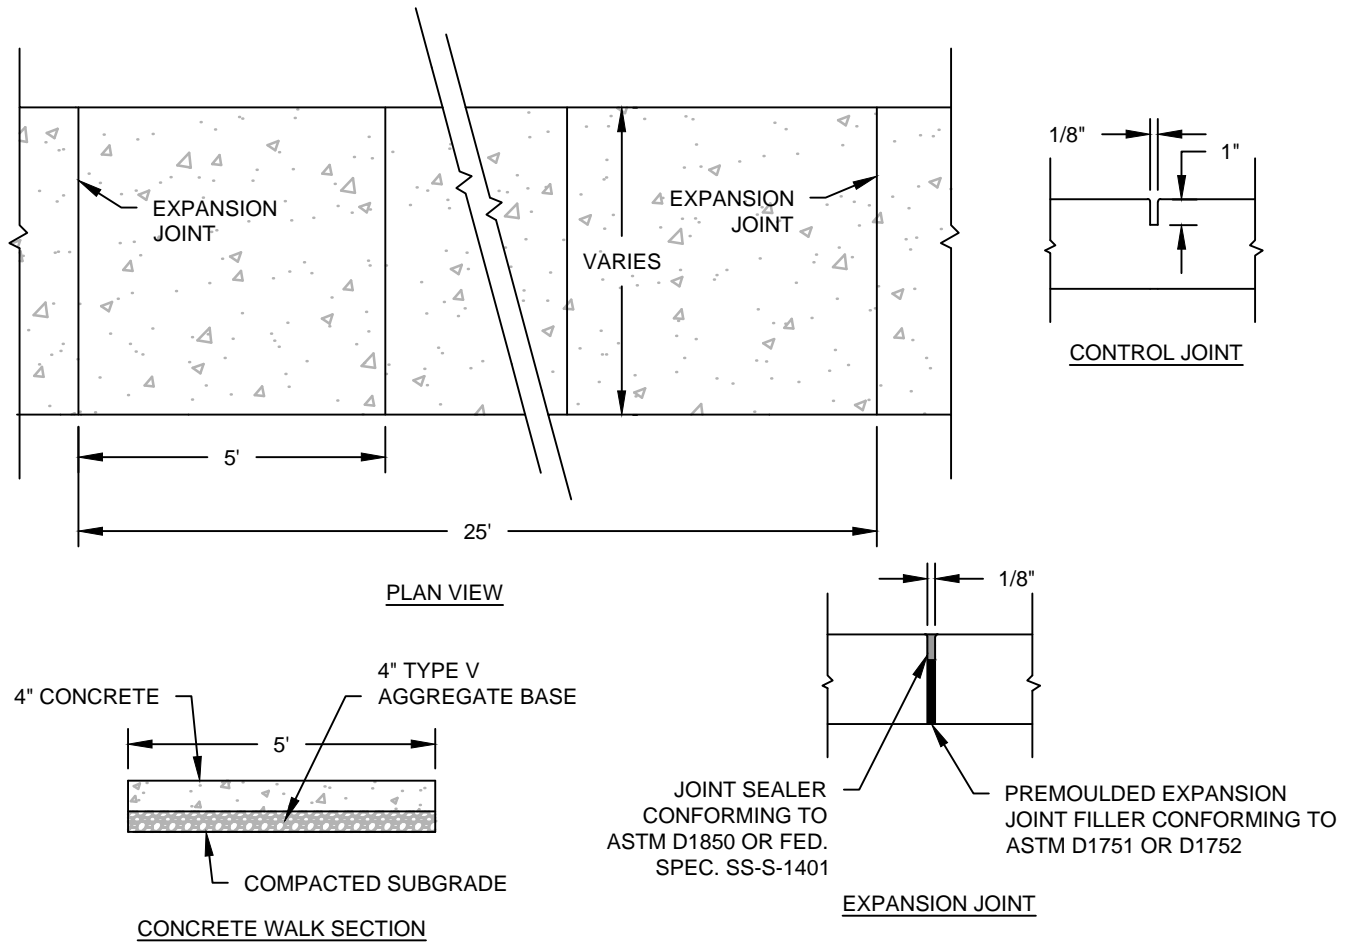 1/8"
1"
EXPANSION
JOINT
EXPANSION
JOINT
VARIES
CONTROL JOINT
5'
25'
PLAN VIEW
1/8"
4" CONCRETE
4" TYPE V
AGGREGATE BASE
5'
COMPACTED SUBGRADE
CONCRETE WALK SECTION
JOINT SEALER
CONFORMING TO
ASTM D1850 OR FED.
SPEC. SS-S-1401
PREMOULDED EXPANSION
JOINT FILLER CONFORMING TO
ASTM D1751 OR D1752
EXPANSION JOINT